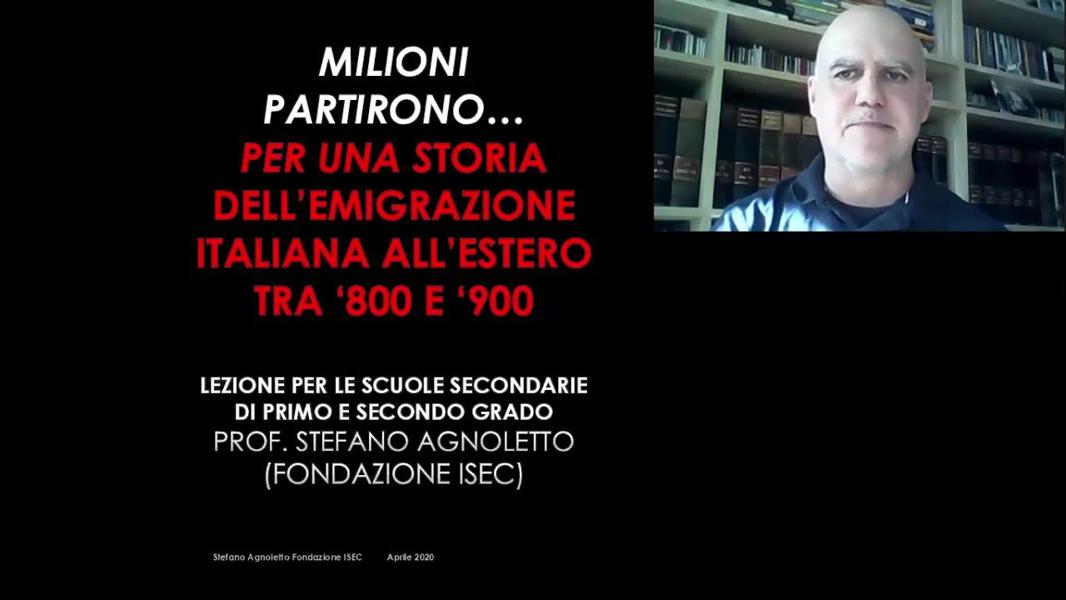 MILIONI
PARTIRONO...
PER UNA STORIA
DELL'EMIGRAZIONE
ITALIANA ALL'ESTERO
TRA '800 E '900
LEZIONE PER LE SCUOLE SECONDARIE
DI PRIMO E SECONDO GRADO
PROF. STEFANO AGNOLETTO
(FONDAZIONE ISEC)
Stefano Agnoletto Fondazione ISEC Aprile 2020